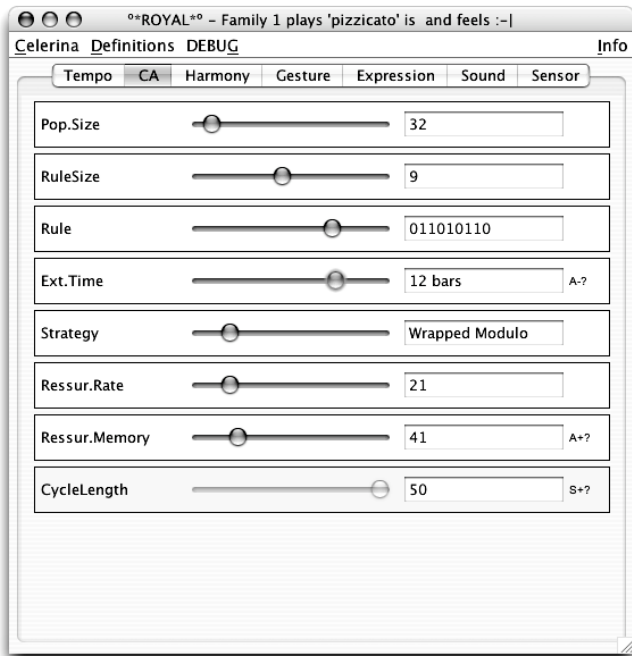 °*ROYAL*° – Family 1 plays 'pizzicato' is  and feels :-|
Celerina Definitions DEBUG Info
Tempo CA Harmony Gesture Expression Sound Sensor
Pop.Size 32
RuleSize 9
Rule 011010110
Ext.Time 12 bars A-?
Strategy Wrapped Modulo
Ressur.Rate 21
Ressur.Memory 41 A+?
CycleLength 50 S+?